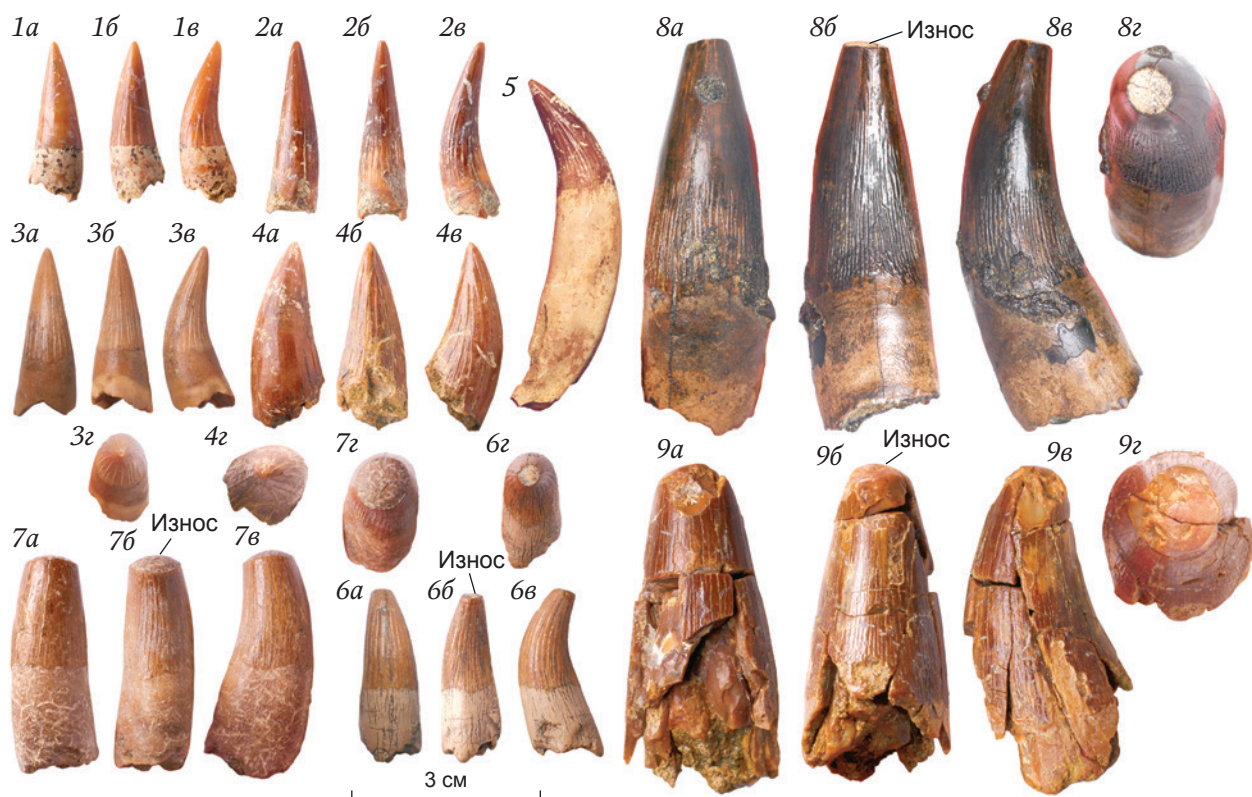 1а 1б 1в 2а 2б 2в 5 8а 8б Износ 8в 8г
3а 3б 3в 4а 4б 4в
3г 4г 7г 6г 9а 9б Износ 9в 9г
7а 7б Износ 7в
6а 6б Износ 6в
3 см